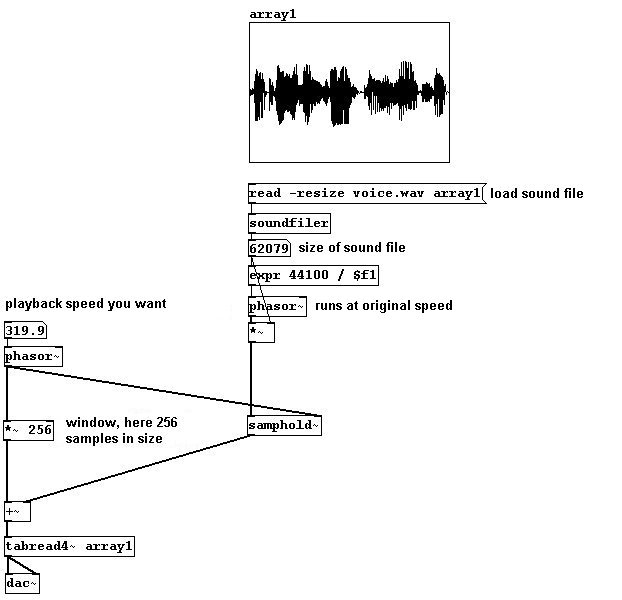 array1
read -resize voice.wav array1
load sound file
soundfiler
62079
size of sound file
expr 44100 / $f1
phasor~
runs at original speed
*~
playback speed you want
319.9
phasor~
*~ 256
window, here 256
samples in size
samphold~
+~
tabread4~ array1
dac~